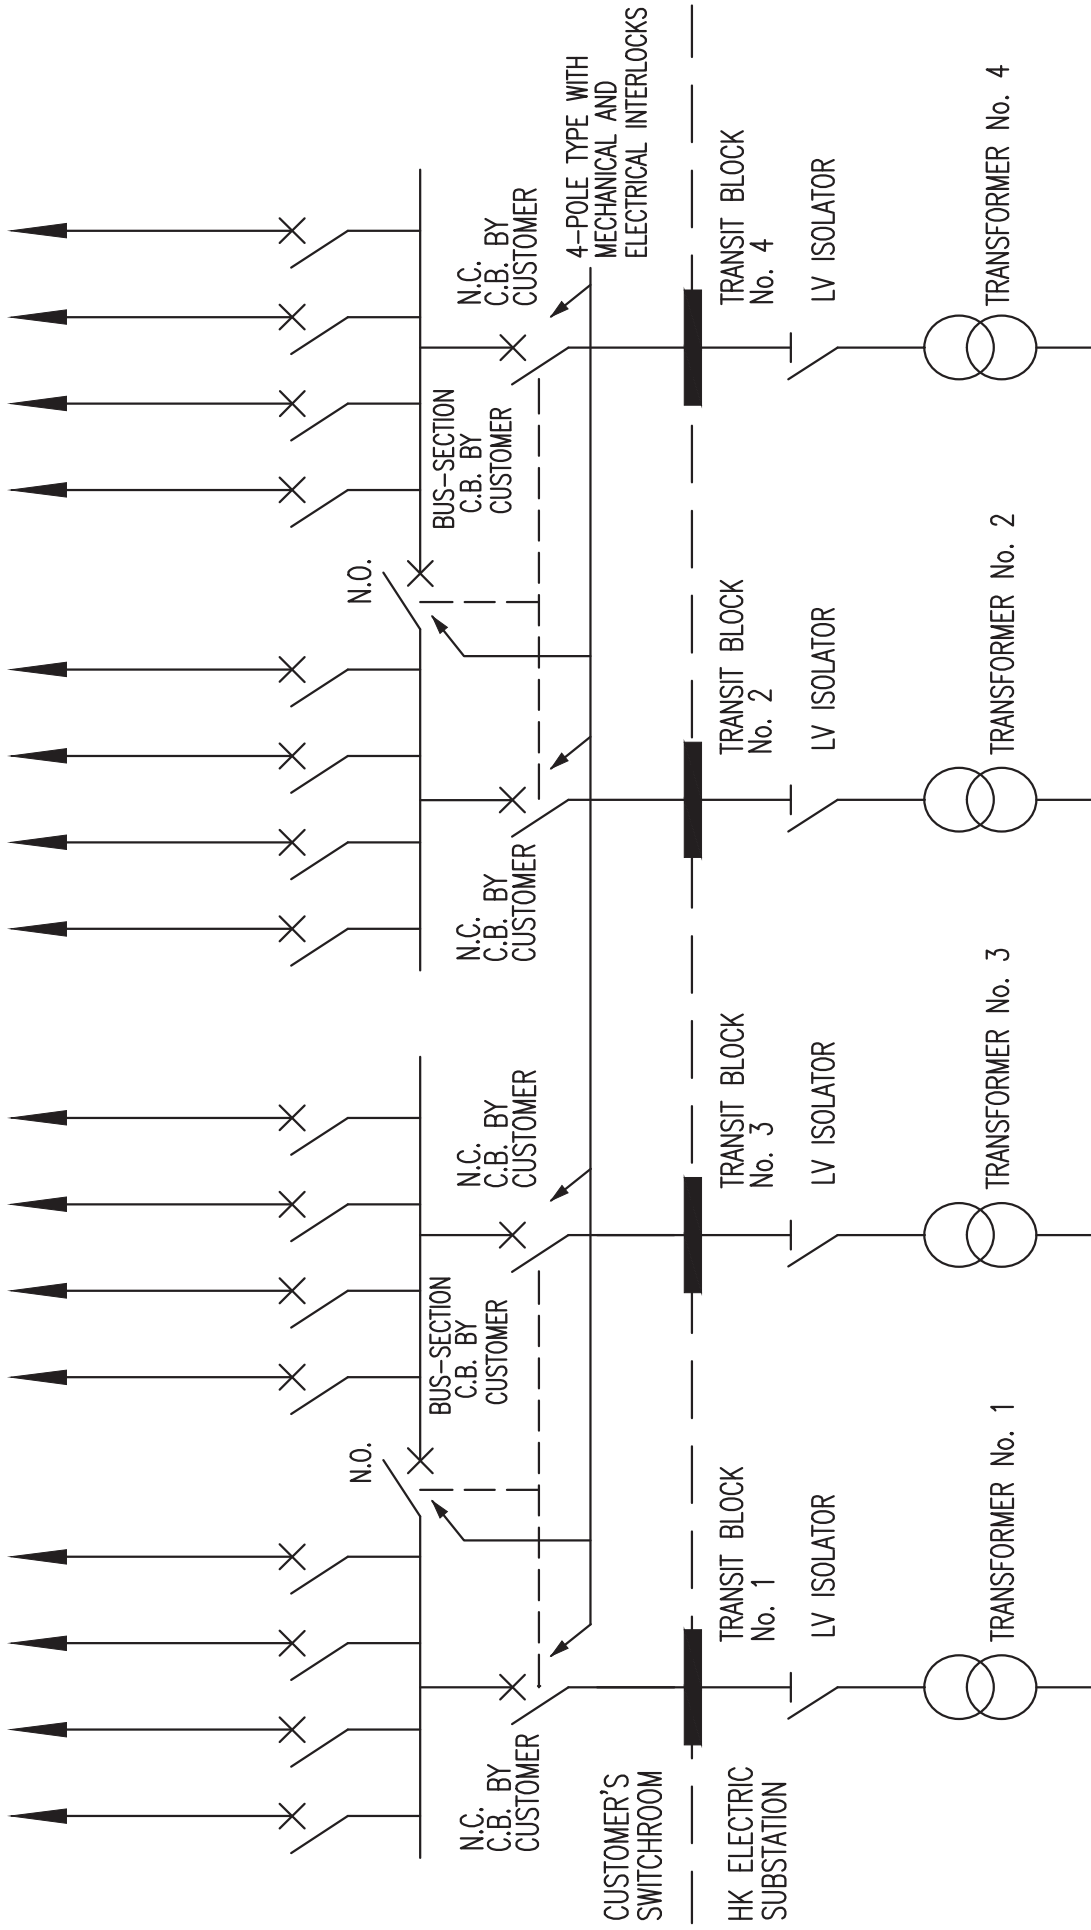 N.O.
N.O.
BUS-SECTION
C.B. BY
CUSTOMER
BUS-SECTION
C.B. BY
CUSTOMER
N.C.
C.B. BY
CUSTOMER
N.C.
C.B. BY
CUSTOMER
N.C.
C.B. BY
CUSTOMER
N.C.
C.B. BY
CUSTOMER
4-POLE TYPE WITH
MECHANICAL AND
ELECTRICAL INTERLOCKS
CUSTOMER'S
SWITCHROOM
HK ELECTRIC
SUBSTATION
TRANSIT BLOCK
No. 1
TRANSIT BLOCK
No. 3
TRANSIT BLOCK
No. 2
TRANSIT BLOCK
No. 4
LV ISOLATOR
LV ISOLATOR
LV ISOLATOR
LV ISOLATOR
TRANSFORMER No. 1
TRANSFORMER No. 3
TRANSFORMER No. 2
TRANSFORMER No. 4